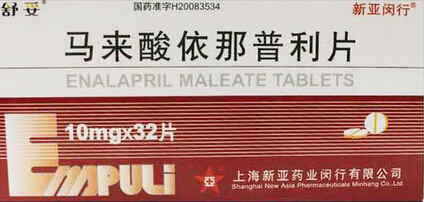 舒妥
国药准字H20083534
新亚闵行®
马来酸依那普利片
ENALAPRIL MALEATE TABLETS
10mgx32片
EnAPULi
上海新亚药业闵行有限公司
Shanghai New Asia Pharmaceuticals Minhang Co., Ltd